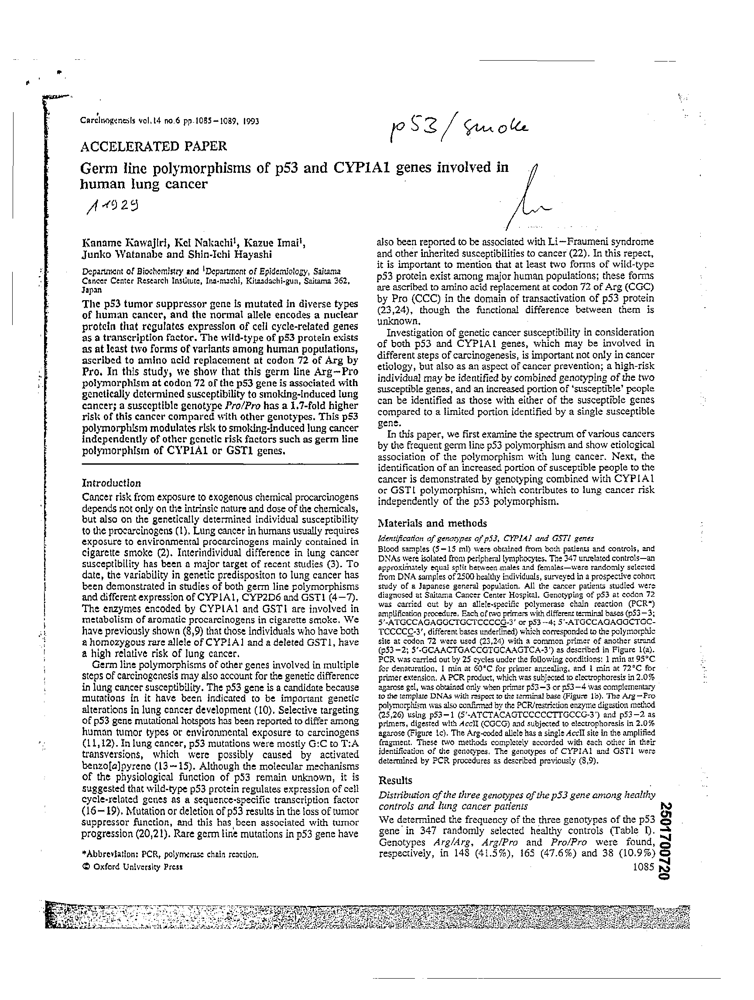 Carcinogenesis vol.14 no.6 pp.1085–1089, 1993
p53/smoke
ACCELERATED PAPER
Germ line polymorphisms of p53 and CYP1A1 genes involved in
human lung cancer
11929
Kaname Kawajiri, Kei Nakachi¹, Kazue Imai¹,
Junko Watanabe and Shin-Ichi Hayashi
Department of Biochemistry and ¹Department of Epidemiology, Saitama
Cancer Center Research Institute, Ina-machi, Kitaadachi-gun, Saitama 362,
Japan
The p53 tumor suppressor gene is mutated in diverse types
of human cancer, and the normal allele encodes a nuclear
protein that regulates expression of cell cycle-related genes
as a transcription factor. The wild-type of p53 protein exists
as at least two forms of variants among human populations,
ascribed to amino acid replacement at codon 72 of Arg by
Pro. In this study, we show that this germ line Arg–Pro
polymorphism at codon 72 of the p53 gene is associated with
genetically determined susceptibility to smoking-induced lung
cancer; a susceptible genotype Pro/Pro has a 1.7-fold higher
risk of this cancer compared with other genotypes. This p53
polymorphism modulates risk to smoking-induced lung cancer
independently of other genetic risk factors such as germ line
polymorphism of CYP1A1 or GST1 genes.
Introduction
Cancer risk from exposure to exogenous chemical procarcinogens
depends not only on the intrinsic nature and dose of the chemicals,
but also on the genetically determined individual susceptibility
to the procarcinogens (1). Lung cancer in humans usually requires
exposure to environmental procarcinogens mainly contained in
cigarette smoke (2). Interindividual difference in lung cancer
susceptibility has been a major target of recent studies (3). To
date, the variability in genetic predispositon to lung cancer has
been demonstrated in studies of both germ line polymorphisms
and different expression of CYP1A1, CYP2D6 and GST1 (4–7).
The enzymes encoded by CYP1A1 and GST1 are involved in
metabolism of aromatic procarcinogens in cigarette smoke. We
have previously shown (8,9) that those individuals who have both
a homozygous rare allele of CYP1A1 and a deleted GST1, have
a high relative risk of lung cancer.
Germ line polymorphisms of other genes involved in multiple
steps of carcinogenesis may also account for the genetic difference
in lung cancer susceptibility. The p53 gene is a candidate because
mutations in it have been indicated to be important genetic
alterations in lung cancer development (10). Selective targeting
of p53 gene mutational hotspots has been reported to differ among
human tumor types or environmental exposure to carcinogens
(11,12). In lung cancer, p53 mutations were mostly G:C to T:A
transversions, which were possibly caused by activated
benzo[a]pyrene (13–15). Although the molecular mechanisms
of the physiological function of p53 remain unknown, it is
suggested that wild-type p53 protein regulates expression of cell
cycle-related genes as a sequence-specific transcription factor
(16–19). Mutation or deletion of p53 results in the loss of tumor
suppressor function, and this has been associated with tumor
progression (20,21). Rare germ line mutations in p53 gene have
*Abbreviation: PCR, polymerase chain reaction.
© Oxford University Press
also been reported to be associated with Li–Fraumeni syndrome
and other inherited susceptibilities to cancer (22). In this repect,
it is important to mention that at least two forms of wild-type
p53 protein exist among major human populations; these forms
are ascribed to amino acid replacement at codon 72 of Arg (CGC)
by Pro (CCC) in the domain of transactivation of p53 protein
(23,24), though the functional difference between them is
unknown.
Investigation of genetic cancer susceptibility in consideration
of both p53 and CYP1A1 genes, which may be involved in
different steps of carcinogenesis, is important not only in cancer
etiology, but also as an aspect of cancer prevention; a high-risk
individual may be identified by combined genotyping of the two
susceptible genes, and an increased portion of 'susceptible' people
can be identified as those with either of the susceptible genes
compared to a limited portion identified by a single susceptible
gene.
In this paper, we first examine the spectrum of various cancers
by the frequent germ line p53 polymorphism and show etiological
association of the polymorphism with lung cancer. Next, the
identification of an increased portion of susceptible people to the
cancer is demonstrated by genotyping combined with CYP1A1
or GST1 polymorphism, which contributes to lung cancer risk
independently of the p53 polymorphism.
Materials and methods
Identification of genotypes of p53, CYP1A1 and GST1 genes
Blood samples (5–15 ml) were obtained from both patients and controls, and
DNAs were isolated from peripheral lymphocytes. The 347 unrelated controls—an
approximately equal split between males and females—were randomly selected
from DNA samples of 2500 healthy individuals, surveyed in a prospective cohort
study of a Japanese general population. All the cancer patients studied were
diagnosed at Saitama Cancer Center Hospital. Genotyping of p53 at codon 72
was carried out by an allele-specific polymerase chain reaction (PCR*)
amplification procedure. Each of two primers with different terminal bases (p53–3;
5'-ATGCCAGAGGCTGCTCCCCG-3' or p53–4; 5'-ATGCCAGAGGCTGC-
TCCCCC-3', different bases underlined) which corresponded to the polymorphic
site at codon 72 were used (23,24) with a common primer of another strand
(p53–2; 5'-GCAACTGACCGTGCAAGTCA-3') as described in Figure 1(a).
PCR was carried out by 25 cycles under the following conditions: 1 min at 95°C
for denaturation, 1 min at 60°C for primer annealing, and 1 min at 72°C for
primer extension. A PCR product, which was subjected to electrophoresis in 2.0%
agarose gel, was obtained only when primer p53–3 or p53–4 was complementary
to the template DNAs with respect to the terminal base (Figure 1b). The Arg–Pro
polymorphism was also confirmed by the PCR/restriction enzyme digestion method
(25,26) using p53–1 (5'-ATCTACAGTCCCCCTTGCCG-3') and p53–2 as
primers, digested with AccII (CGCG) and subjected to electrophoresis in 2.0%
agarose (Figure 1c). The Arg-coded allele has a single AccII site in the amplified
fragment. These two methods completely accorded with each other in their
identification of the genotypes. The genotypes of CYP1A1 and GST1 were
determined by PCR procedures as described previously (8,9).
Results
Distribution of the three genotypes of the p53 gene among healthy
controls and lung cancer patients
We determined the frequency of the three genotypes of the p53
gene in 347 randomly selected healthy controls (Table I).
Genotypes Arg/Arg, Arg/Pro and Pro/Pro were found,
respectively, in 148 (41.5%), 165 (47.6%) and 38 (10.9%)
1085
2501700720